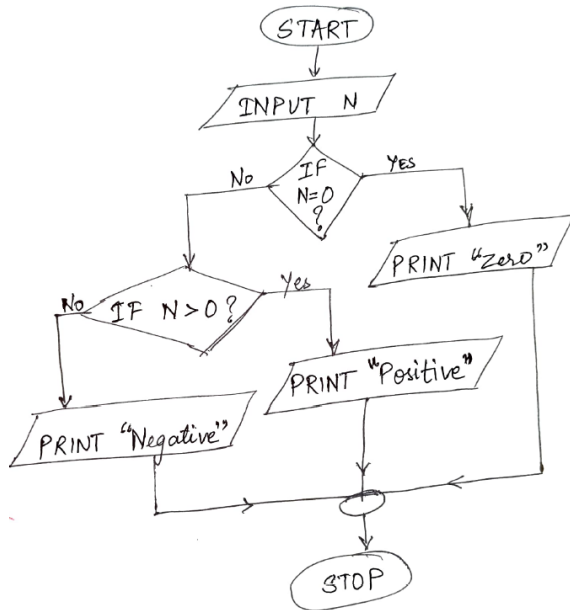 START
INPUT N
IF
N=0
?
No
YES
PRINT "Zero"
IF N>0?
No
Yes
PRINT "Positive"
PRINT "Negative"
STOP